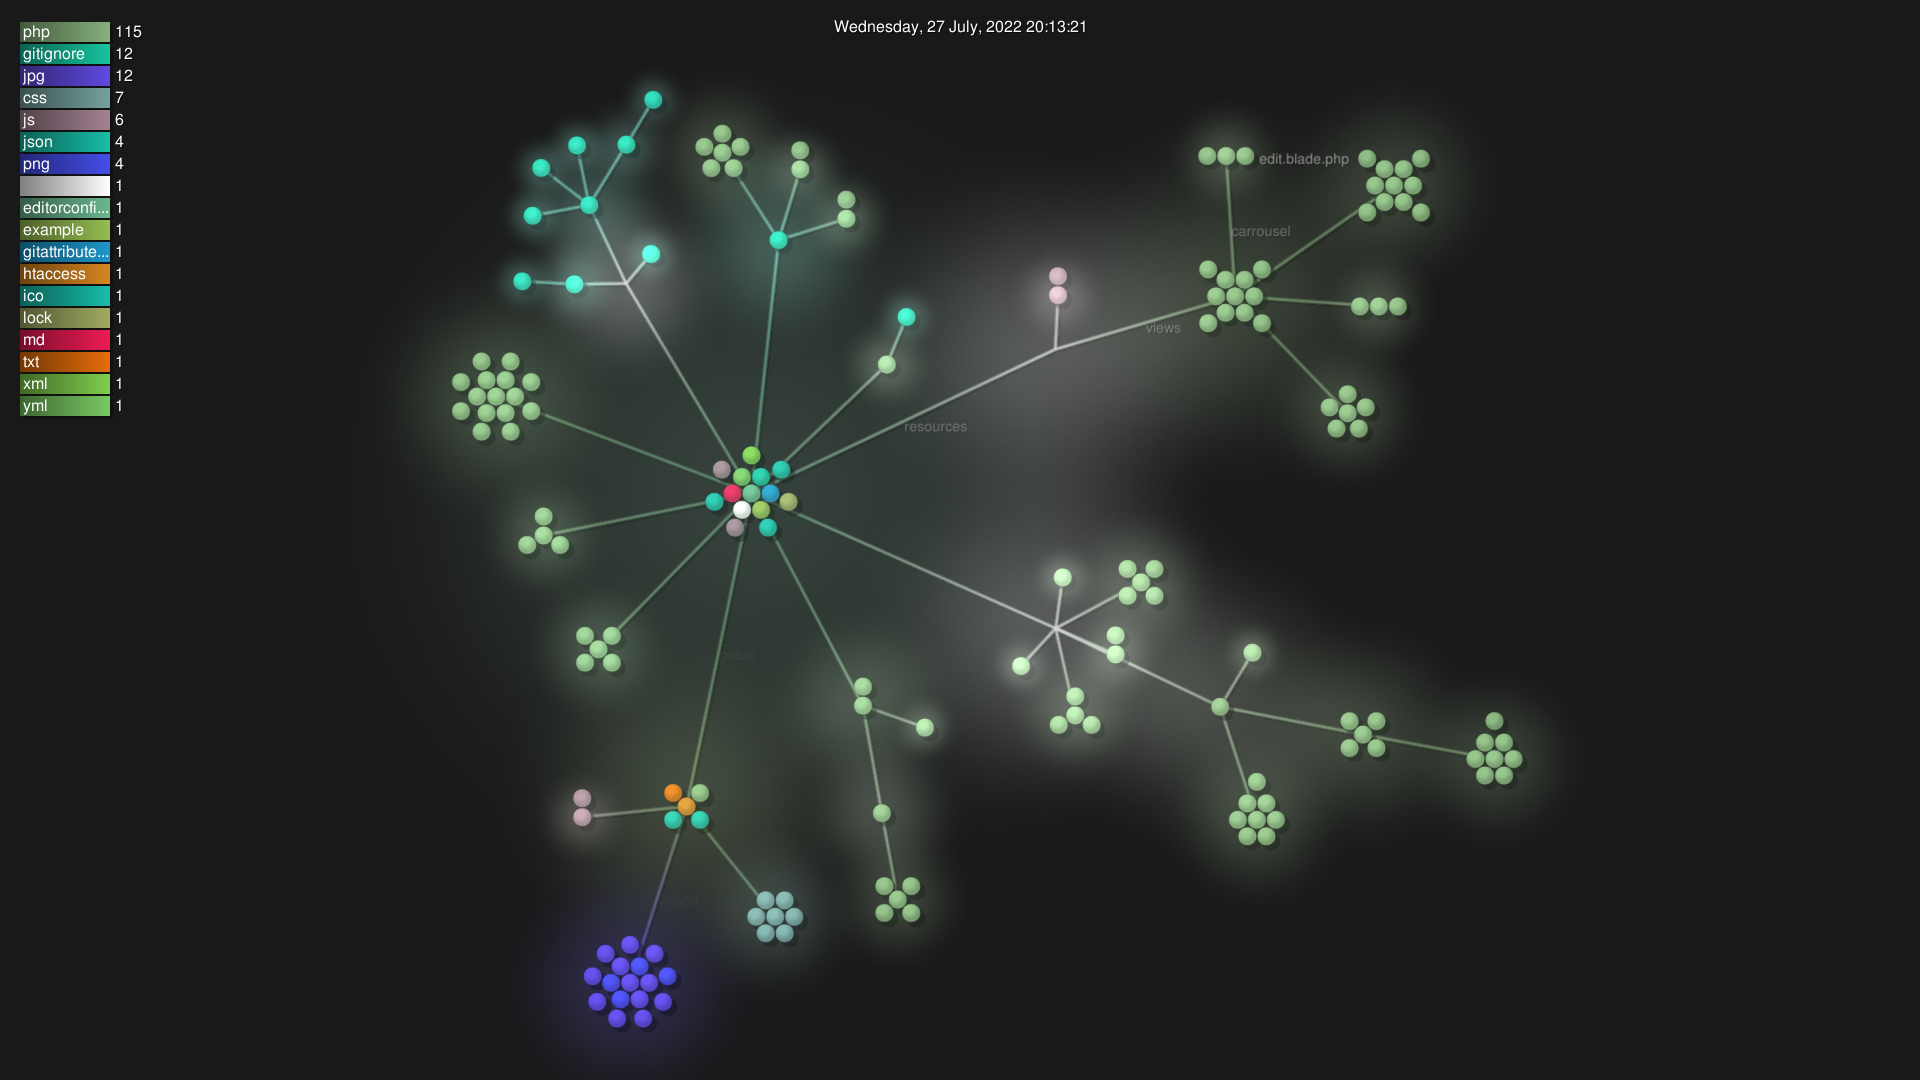 Wednesday, 27 July, 2022 20:13:21
php 115
gitignore 12
jpg 12
css 7
js 6
json 4
png 4
1
editorconfi... 1
example 1
gitattribute... 1
htaccess 1
ico 1
lock 1
md 1
txt 1
xml 1
yml 1
edit.blade.php
carrousel
views
resources
public
image